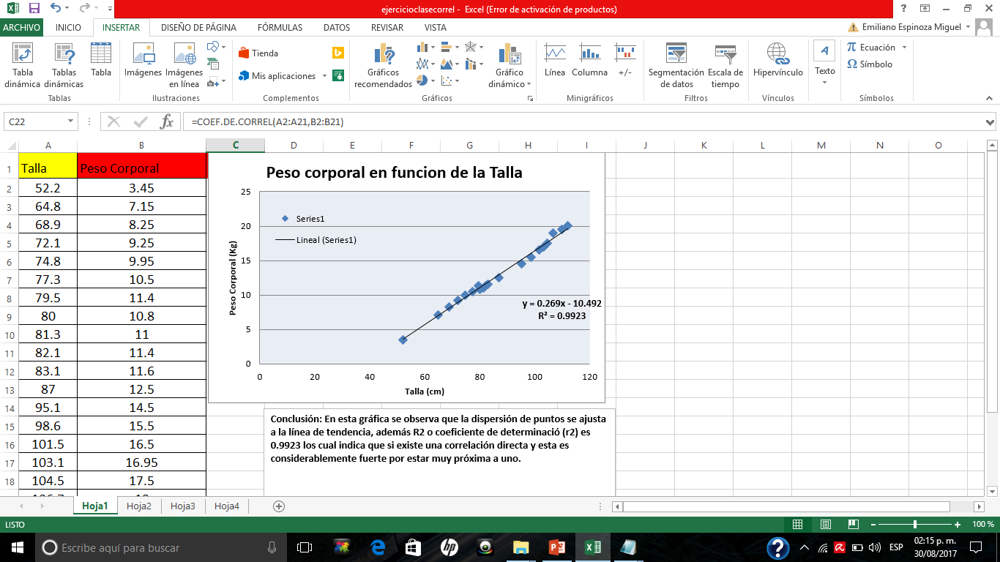 ejercicioclasecorrel - Excel (Error de activación de productos)
ARCHIVO INICIO INSERTAR DISEÑO DE PÁGINA FÓRMULAS DATOS REVISAR VISTA Emiliano Espinoza Miguel
Tabla dinámica
Tablas dinámicas
Tabla
Tablas
Imágenes
Imágenes en línea
Ilustraciones
Tienda
Mis aplicaciones
Complementos
Gráficos recomendados
Gráfico dinámico
Gráficos
Línea
Columna
+/-
Minigráficos
Segmentación de datos
Escala de tiempo
Filtros
Hipervínculo
Vínculos
Texto
π Ecuación
Ω Símbolo
Símbolos
C22 fx =COEF.DE.CORREL(A2:A21,B2:B21)
A B C D E F G H I J K L M N O
1 Talla Peso Corporal
2 52.2 3.45
3 64.8 7.15
4 68.9 8.25
5 72.1 9.25
6 74.8 9.95
7 77.3 10.5
8 79.5 11.4
9 80 10.8
10 81.3 11
11 82.1 11.4
12 83.1 11.6
13 87 12.5
14 95.1 14.5
15 98.6 15.5
16 101.5 16.5
17 103.1 16.95
18 104.5 17.5
Peso corporal en funcion de la Talla
Peso Corporal (Kg)
25
20
15
10
5
0
Series1
Lineal (Series1)
y = 0.269x - 10.492
R² = 0.9923
0 20 40 60 80 100 120
Talla (cm)
Conclusión: En esta gráfica se observa que la dispersión de puntos se ajusta
a la línea de tendencia, además R2 o coeficiente de determinació (r2) es
0.9923 los cual indica que si existe una correlación directa y esta es
considerablemente fuerte por estar muy próxima a uno.
Hoja1 Hoja2 Hoja3 Hoja4
LISTO 100 %
Escribe aquí para buscar
hp
ESP
02:15 p. m.
30/08/2017